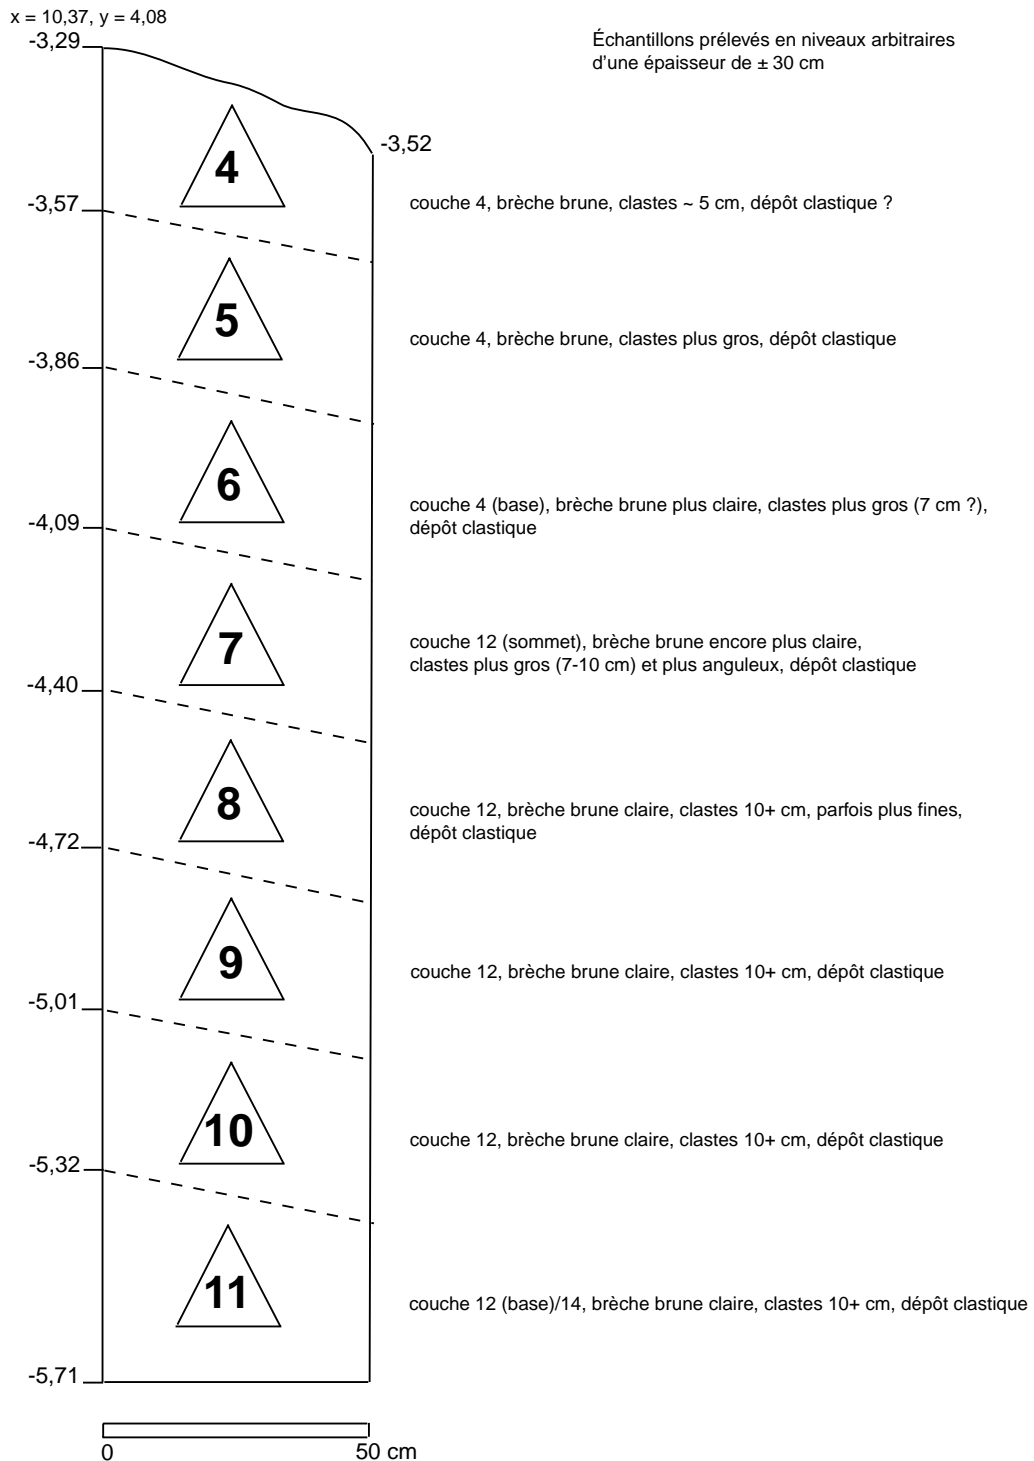 x = 10,37, y = 4,08
-3,29
Échantillons prélevés en niveaux arbitraires
d'une épaisseur de ± 30 cm
-3,52
4
-3,57
couche 4, brèche brune, clastes ~ 5 cm, dépôt clastique ?
5
couche 4, brèche brune, clastes plus gros, dépôt clastique
-3,86
6
couche 4 (base), brèche brune plus claire, clastes plus gros (7 cm ?),
dépôt clastique
-4,09
7
couche 12 (sommet), brèche brune encore plus claire,
clastes plus gros (7-10 cm) et plus anguleux, dépôt clastique
-4,40
8
couche 12, brèche brune claire, clastes 10+ cm, parfois plus fines,
dépôt clastique
-4,72
9
couche 12, brèche brune claire, clastes 10+ cm, dépôt clastique
-5,01
10
couche 12, brèche brune claire, clastes 10+ cm, dépôt clastique
-5,32
11
couche 12 (base)/14, brèche brune claire, clastes 10+ cm, dépôt clastique
-5,71
0 50 cm